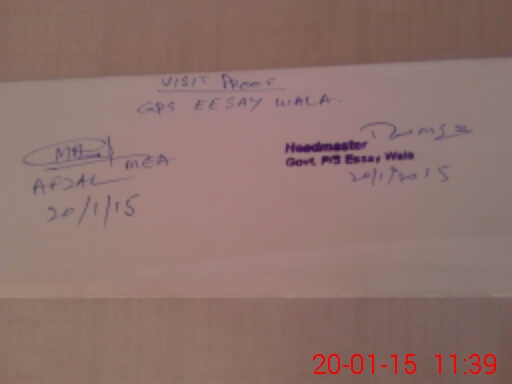 VISIT PROOF
GPS EESAY WALA.
MEA
AFZAL
20/1/15
Headmaster
Govt. P/S Essay Wala
20/1/2015
20-01-15 11:39